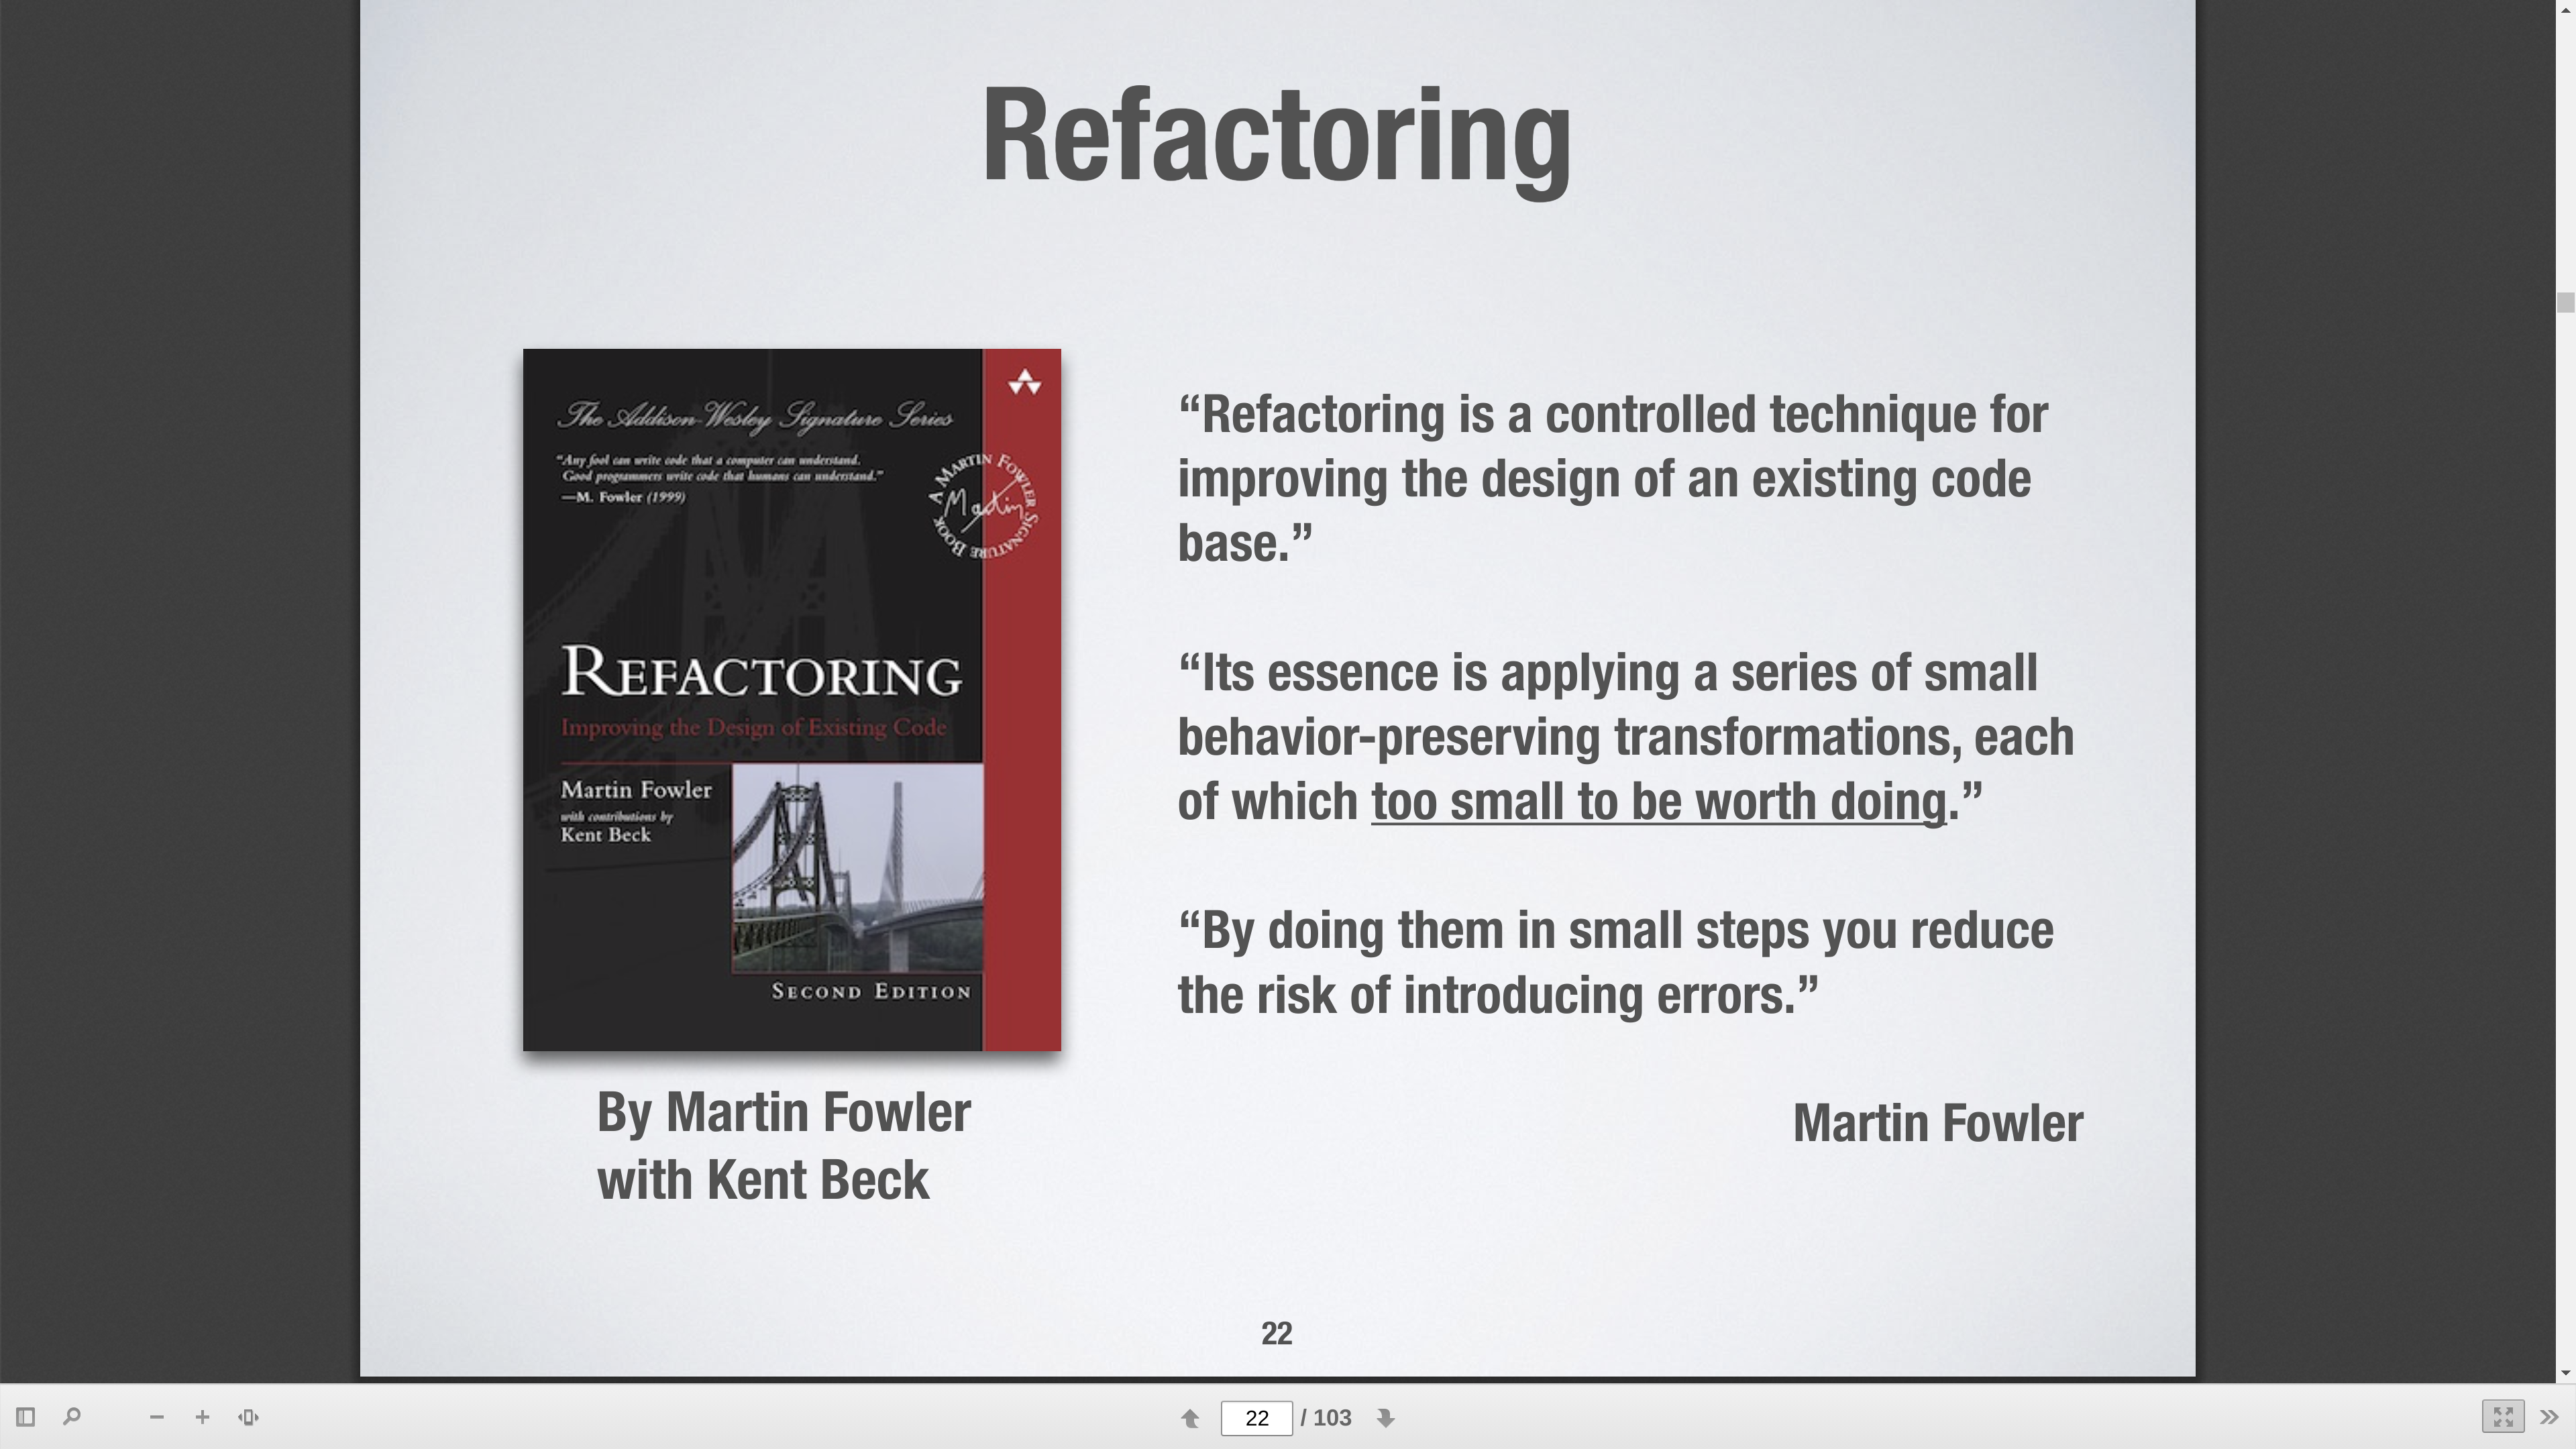 Refactoring
The Addison-Wesley Signature Series
“Any fool can write code that a computer can understand.
Good programmers write code that humans can understand.”
—M. Fowler (1999)
A MARTIN FOWLER SIGNATURE BOOK
Martin
REFACTORING
Improving the Design of Existing Code
Martin Fowler
with contributions by
Kent Beck
SECOND EDITION
By Martin Fowler
with Kent Beck
“Refactoring is a controlled technique for
improving the design of an existing code
base.”
“Its essence is applying a series of small
behavior-preserving transformations, each
of which too small to be worth doing.”
“By doing them in small steps you reduce
the risk of introducing errors.”
Martin Fowler
22
22 / 103